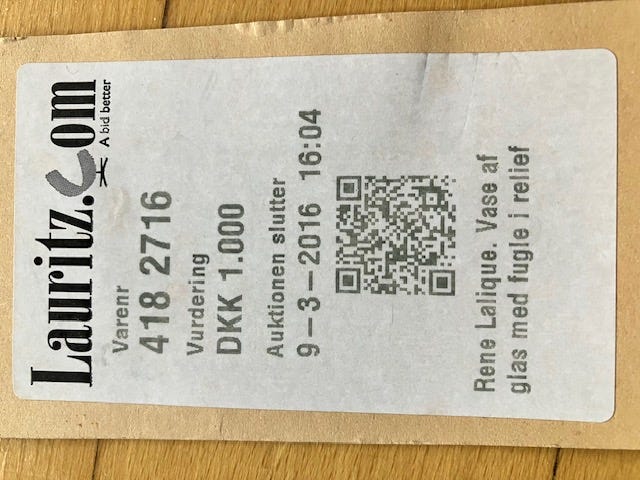 Lauritz.Com
A bid better
Varenr
418 2716
Vurdering
DKK 1.000
Auktionen slutter
9-3-2016 16:04
Rene Lalique. Vase af
glas med fugle i relief